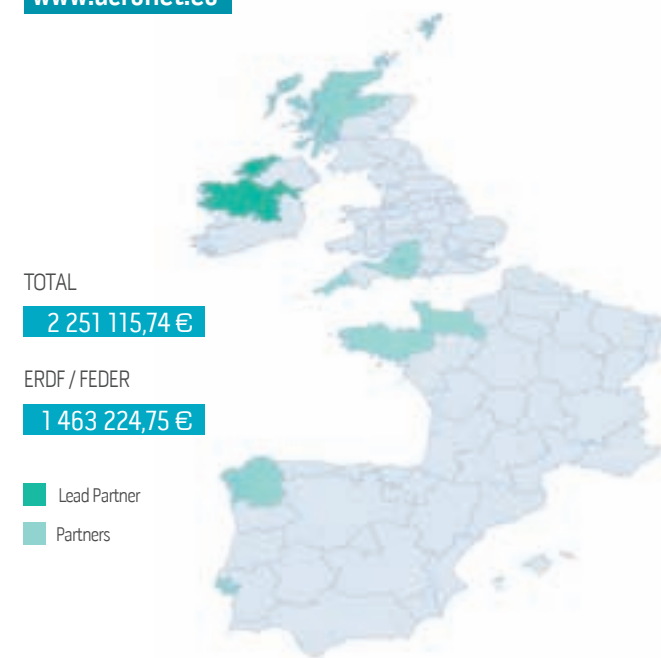 TOTAL
2 251 115,74 €
ERDF / FEDER
1 463 224,75 €
Lead Partner
Partners